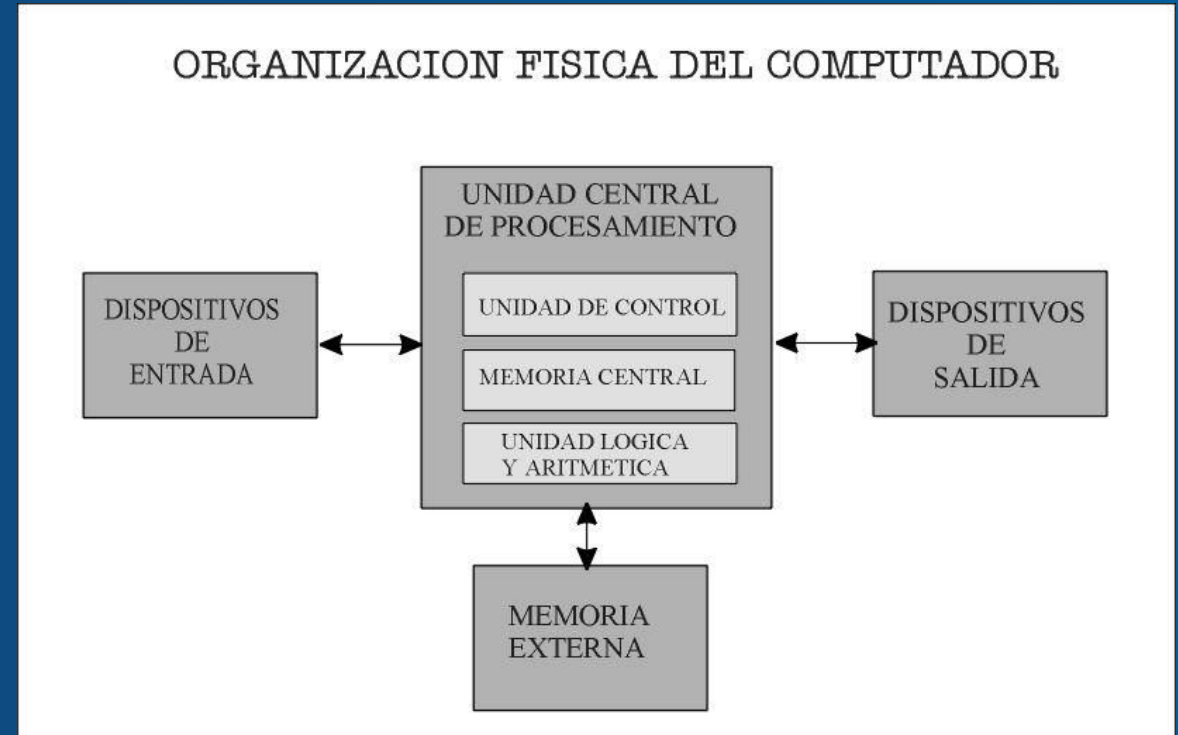 ORGANIZACION FISICA DEL COMPUTADOR
UNIDAD CENTRAL
DE PROCESAMIENTO
UNIDAD DE CONTROL
MEMORIA CENTRAL
UNIDAD LOGICA
Y ARITMETICA
DISPOSITIVOS
DE
ENTRADA
DISPOSITIVOS
DE
SALIDA
MEMORIA
EXTERNA